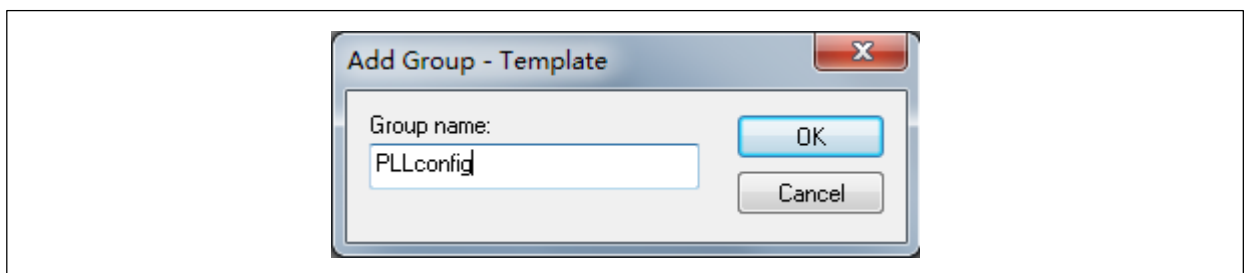 Add Group - Template
Group name:
PLLconfig
OK
Cancel